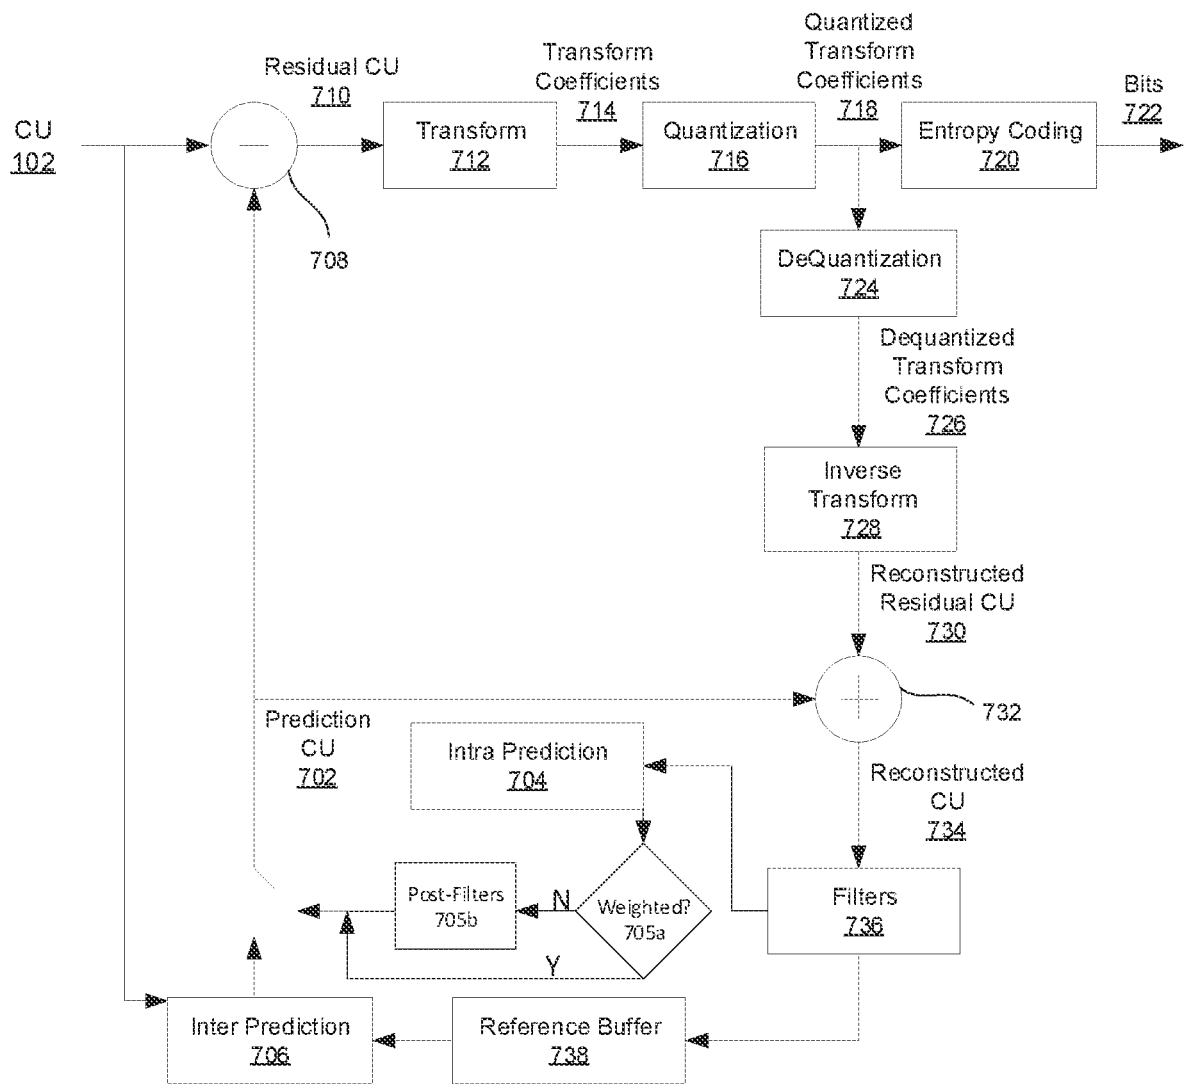 CU
102
Residual CU
710
708
Transform
712
Transform
Coefficients
714
Quantization
716
Quantized
Transform
Coefficients
718
Entropy Coding
720
Bits
722
DeQuantization
724
Dequantized
Transform
Coefficients
726
Inverse
Transform
728
Reconstructed
Residual CU
730
732
Prediction
CU
702
Intra Prediction
704
Reconstructed
CU
734
Post-Filters
705b
N
Weighted?
705a
Y
Filters
736
Inter Prediction
706
Reference Buffer
738